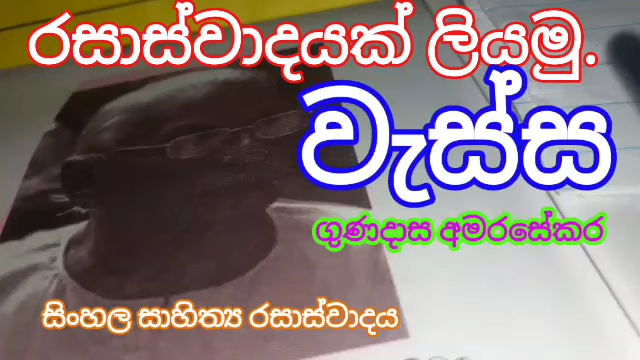 රසාස්වාදයක් ලියමු.
වැස්ස
ගුණදාස අමරසේකර
සිංහල සාහිත්‍ය රසාස්වාදය